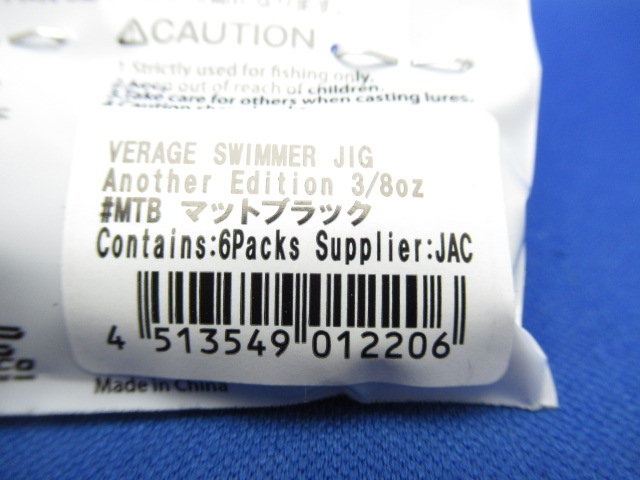 ⚠CAUTION
1.Strictly used for fishing only.
2.Keep out of reach of children.
3.Take care for others when casting lures.
VERAGE SWIMMER JIG
Another Edition 3/8oz
#MTB マットブラック
Contains:6Packs Supplier:JAC
4 513549 012206
Made in China